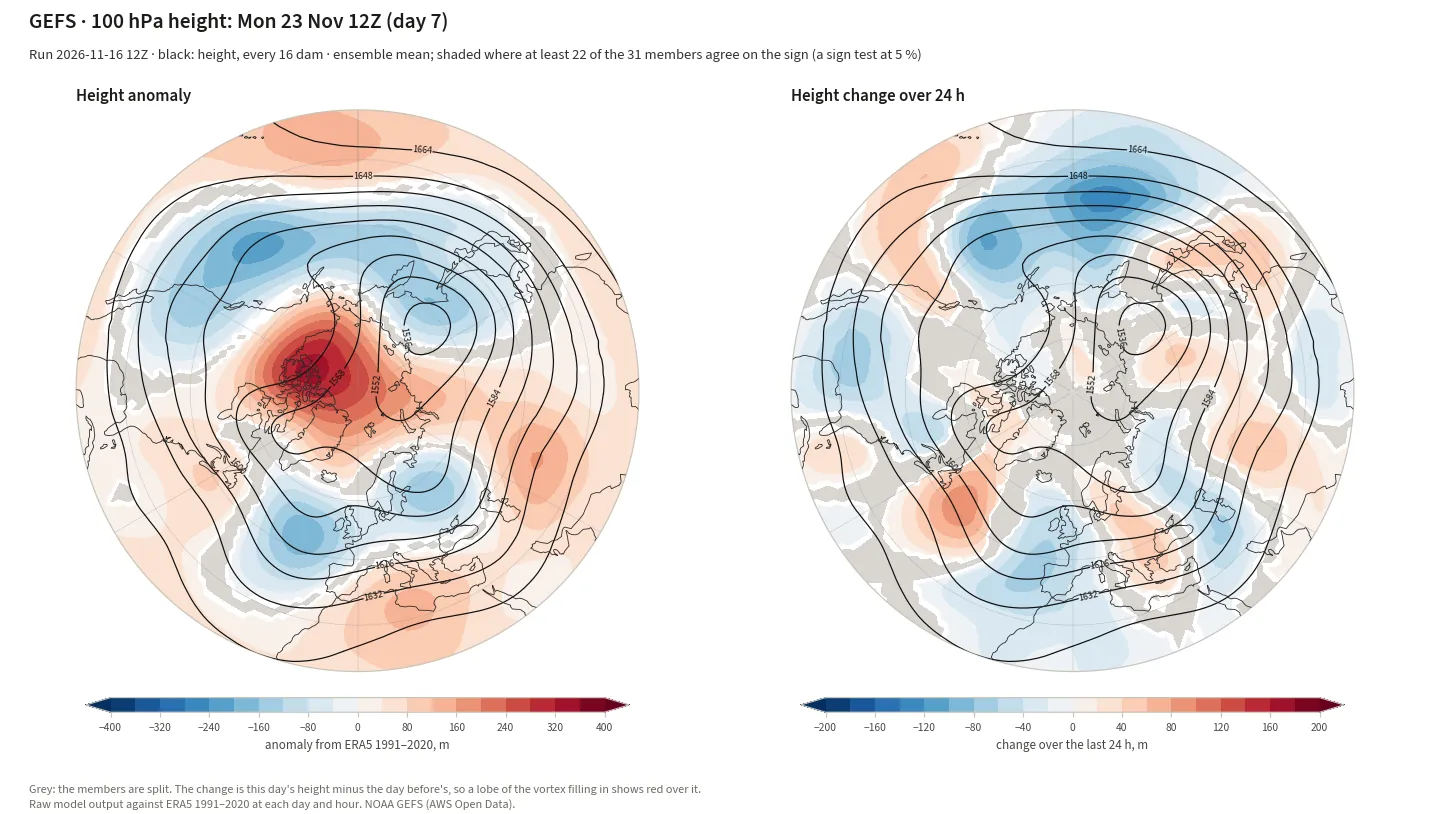 GEFS · 100 hPa height: Mon 23 Nov 12Z (day 7)
Run 2026-11-16 12Z · black: height, every 16 dam · ensemble mean; shaded where at least 22 of the 31 members agree on the sign (a sign test at 5 %)
Height anomaly
Height change over 24 h
1664
1648
1536
1568
1552
1584
1616
1632
1664
1648
1536
1568
1552
1584
1616
1632
−400 −320 −240 −160 −80 0 80 160 240 320 400
anomaly from ERA5 1991–2020, m
−200 −160 −120 −80 −40 0 40 80 120 160 200
change over the last 24 h, m
Grey: the members are split. The change is this day's height minus the day before's, so a lobe of the vortex filling in shows red over it.
Raw model output against ERA5 1991–2020 at each day and hour. NOAA GEFS (AWS Open Data).